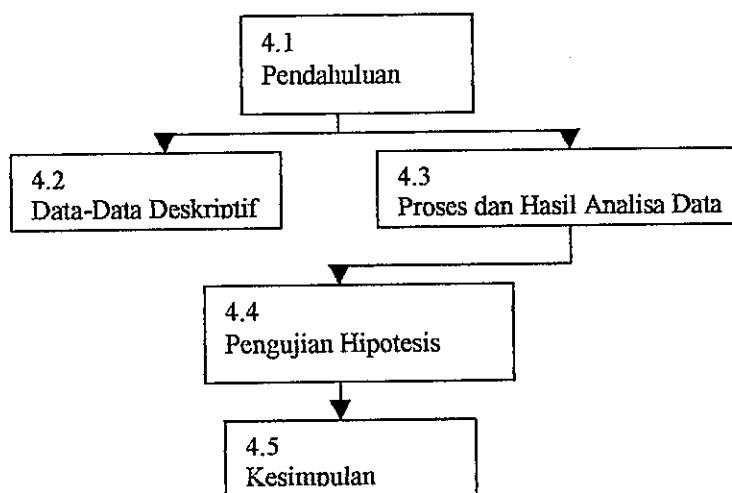 4.1
Pendahuluan
4.2
Data-Data Deskriptif
4.3
Proses dan Hasil Analisa Data
4.4
Pengujian Hipotesis
4.5
Kesimpulan